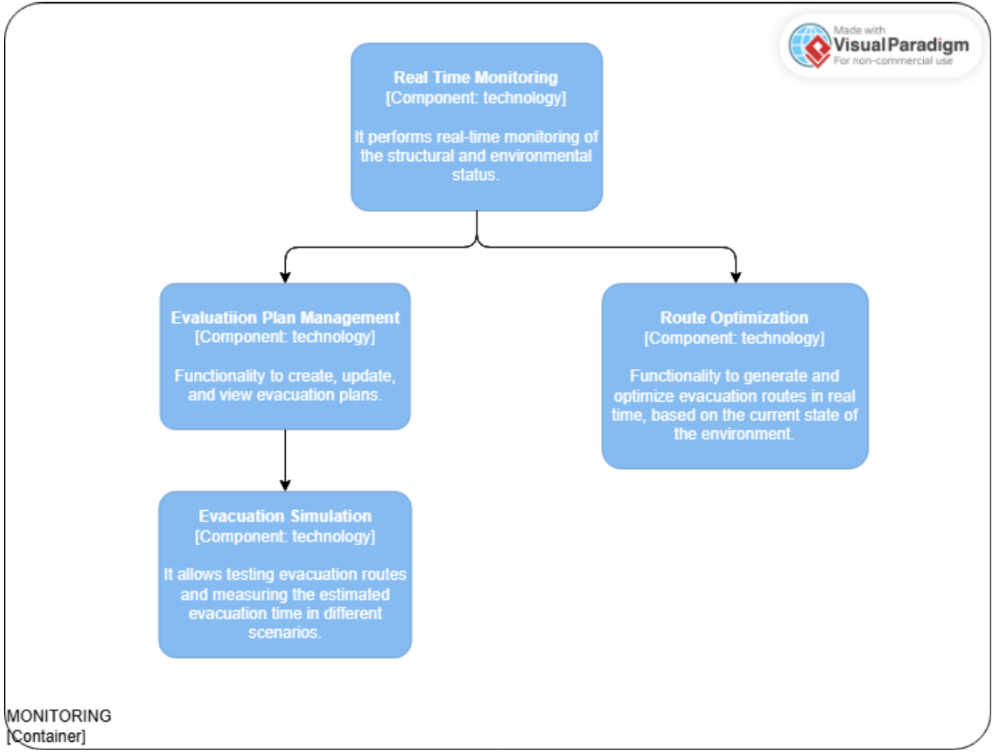 Made with
Visual Paradigm
For non-commercial use
Real Time Monitoring
[Component: technology]
It performs real-time monitoring of
the structural and environmental
status.
Evaluatiion Plan Management
[Component: technology]
Functionality to create, update,
and view evacuation plans.
Route Optimization
[Component: technology]
Functionality to generate and
optimize evacuation routes in real
time, based on the current state of
the environment.
Evacuation Simulation
[Component: technology]
It allows testing evacuation routes
and measuring the estimated
evacuation time in different
scenarios.
MONITORING
[Container]